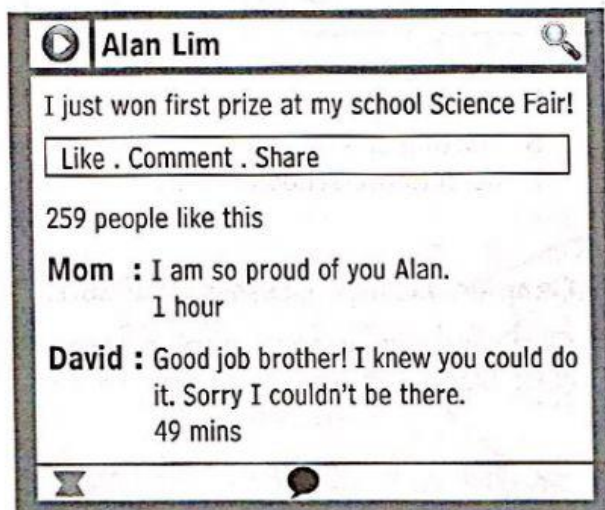 Alan Lim
I just won first prize at my school Science Fair!
Like . Comment . Share
259 people like this
Mom : I am so proud of you Alan.
1 hour
David : Good job brother! I knew you could do
it. Sorry I couldn't be there.
49 mins